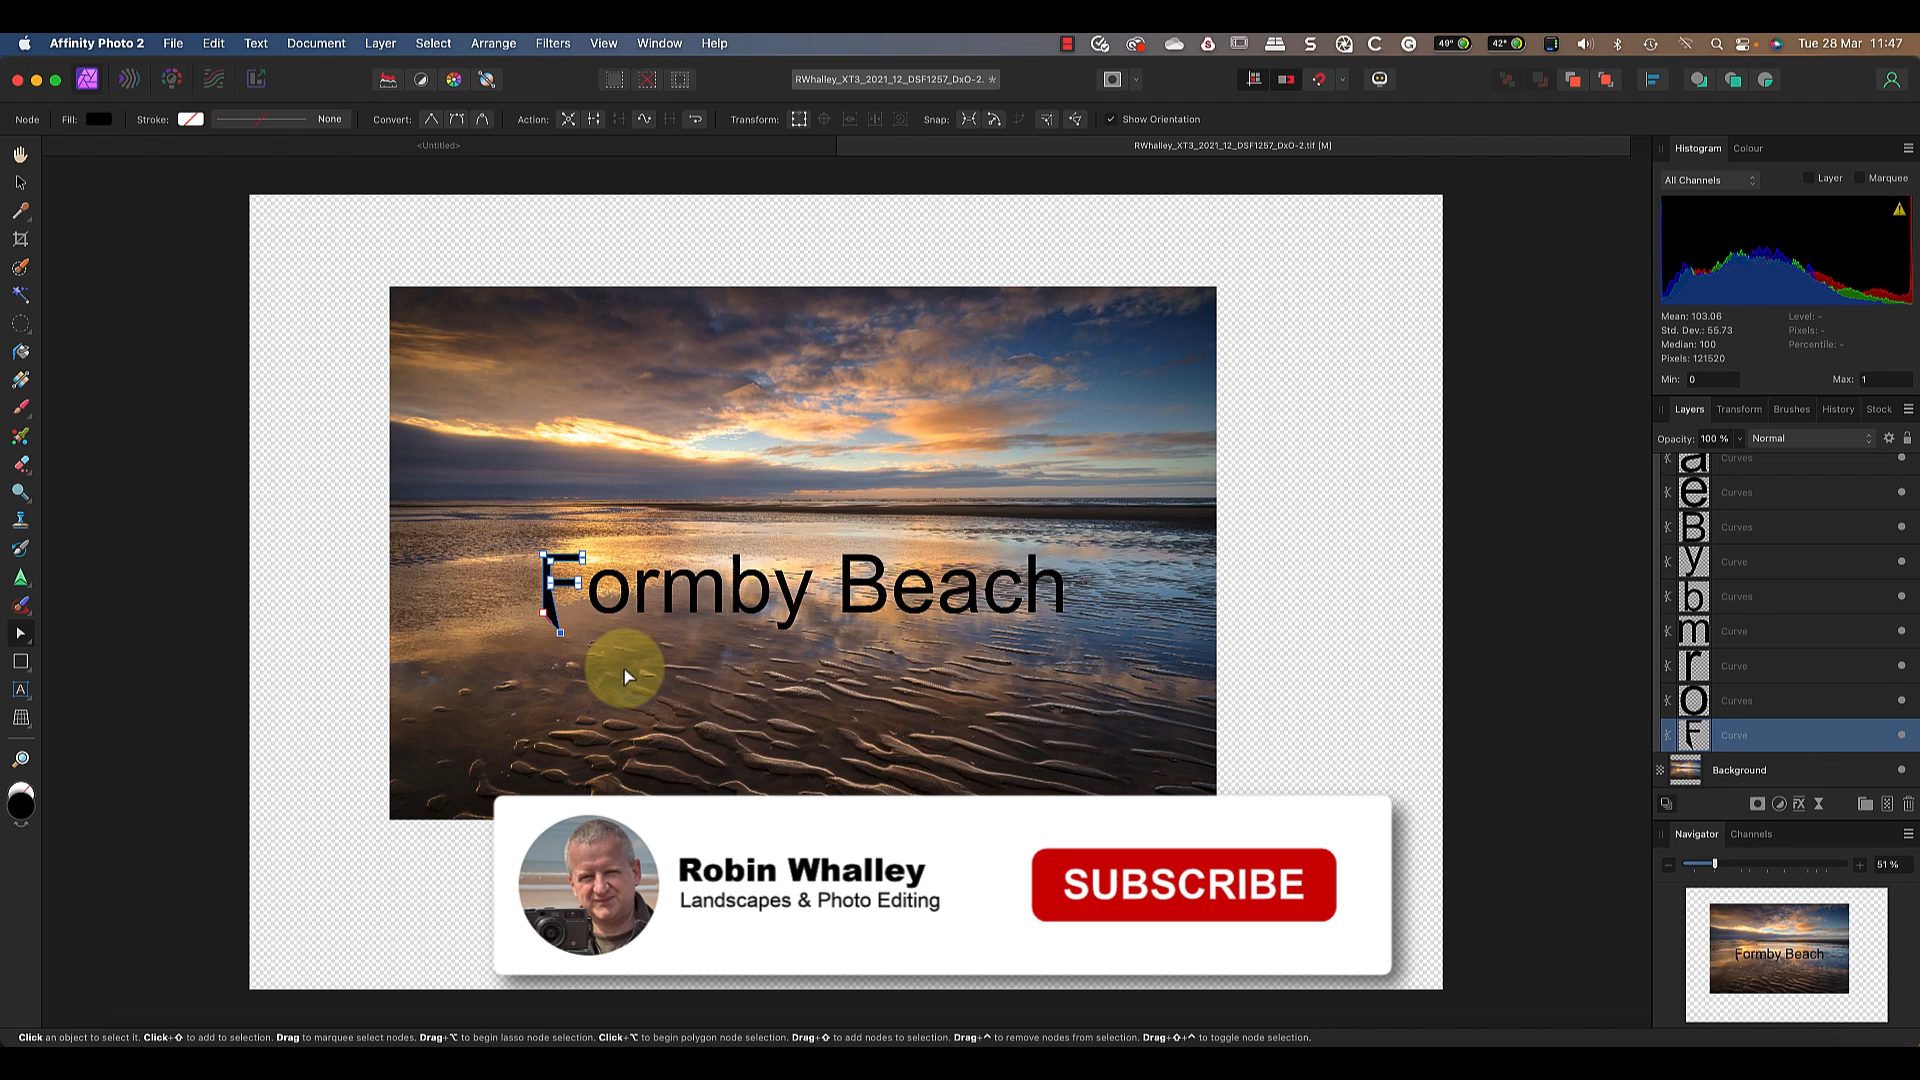 Affinity Photo 2 File Edit Text Document Layer Select Arrange Filters View Window Help 49° 42° Tue 28 Mar 11:47
RWhalley_XT3_2021_12_DSF1257_DxO-2. *
Node Fill: Stroke: None Convert: Action: Transform: Snap: Show Orientation
<Untitled> RWhalley_XT3_2021_12_DSF1257_DxO-2.tif [M]
Histogram Colour
All Channels Layer Marquee
Mean: 103.06 Level: -
Std. Dev.: 55.73 Pixels: -
Median: 100 Percentile: -
Pixels: 121520
Min: 0 Max: 1
Layers Transform Brushes History Stock
Opacity: 100 % Normal
a Curves
e Curves
B Curves
y Curves
b Curves
m Curve
r Curve
o Curves
F Curve
Background
Formby Beach
Navigator Channels
51 %
Formby Beach
Robin Whalley
Landscapes & Photo Editing
SUBSCRIBE
Click an object to select it. Click+⇧ to add to selection. Drag to marquee select nodes. Drag+⌥ to begin lasso node selection. Click+⌥ to begin polygon node selection. Drag+⇧ to add nodes to selection. Drag+^ to remove nodes from selection. Drag+⇧+^ to toggle node selection.